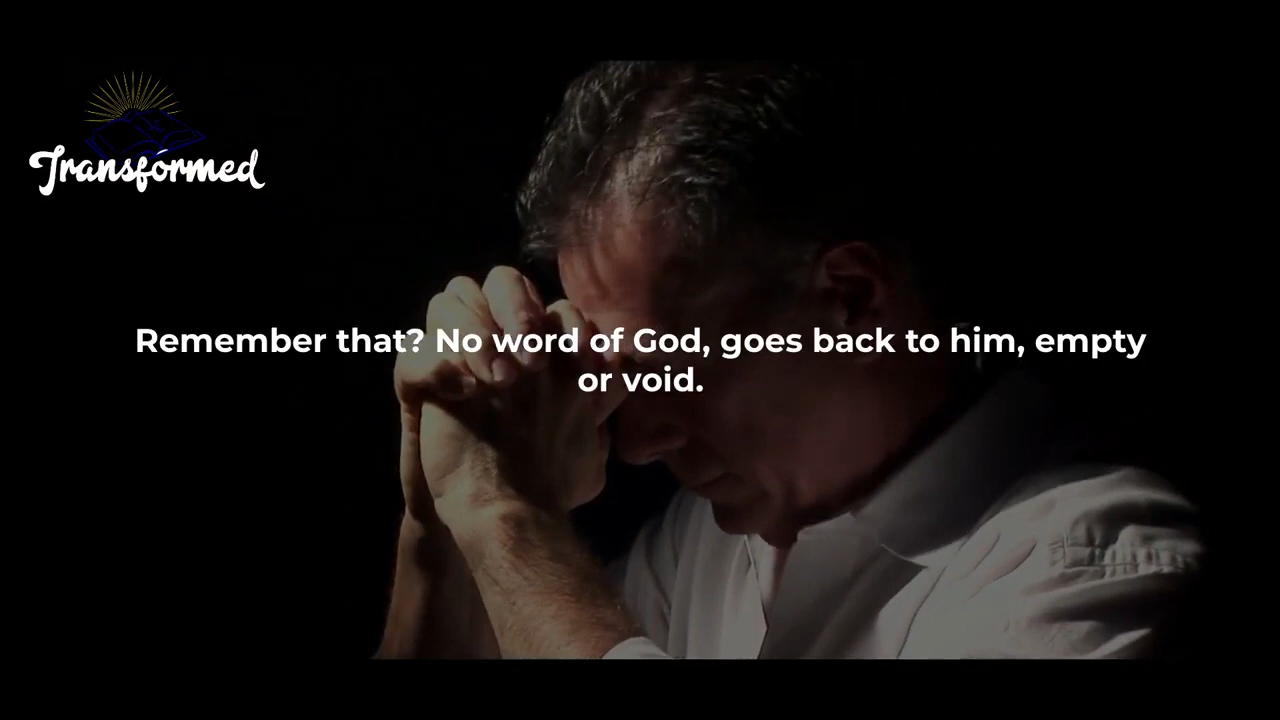 Transformed
Remember that? No word of God, goes back to him, empty
or void.